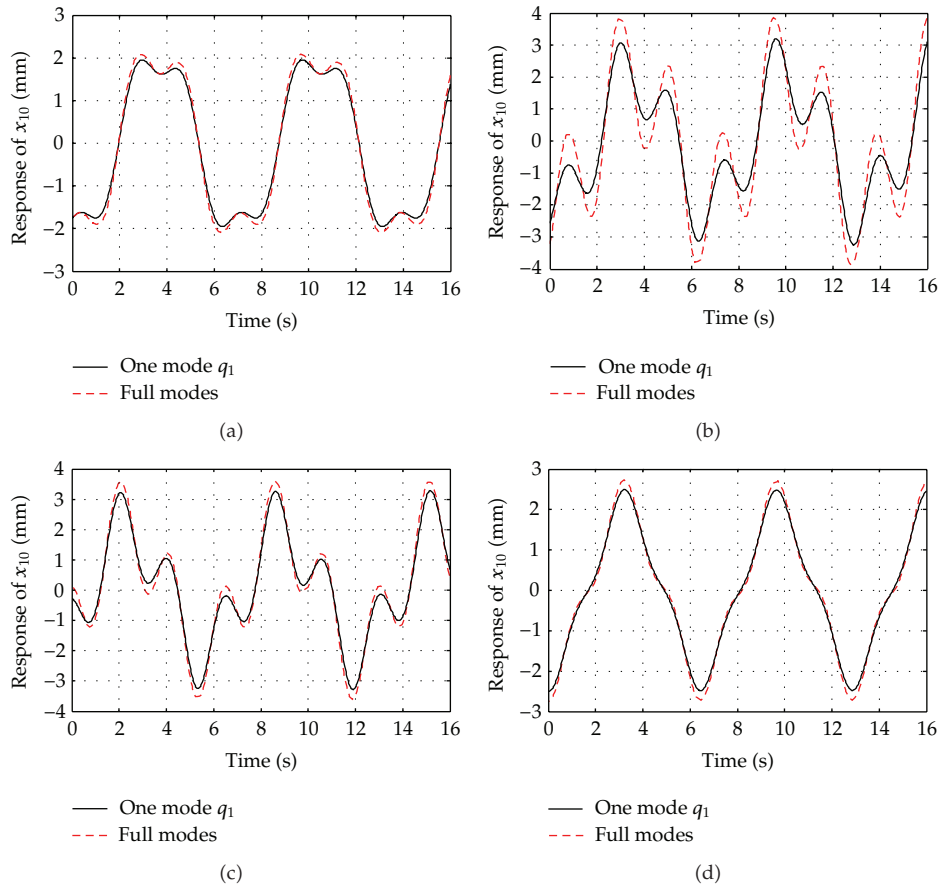 3
2
1
0
−1
−2
−3
0 2 4 6 8 10 12 14 16
Response of x10 (mm)
Time (s)
One mode q1
Full modes
(a)
4
3
2
1
0
−1
−2
−3
−4
0 2 4 6 8 10 12 14 16
Response of x10 (mm)
Time (s)
One mode q1
Full modes
(b)
4
3
2
1
0
−1
−2
−3
−4
0 2 4 6 8 10 12 14 16
Response of x10 (mm)
Time (s)
One mode q1
Full modes
(c)
3
2
1
0
−1
−2
−3
0 2 4 6 8 10 12 14 16
Response of x10 (mm)
Time (s)
One mode q1
Full modes
(d)